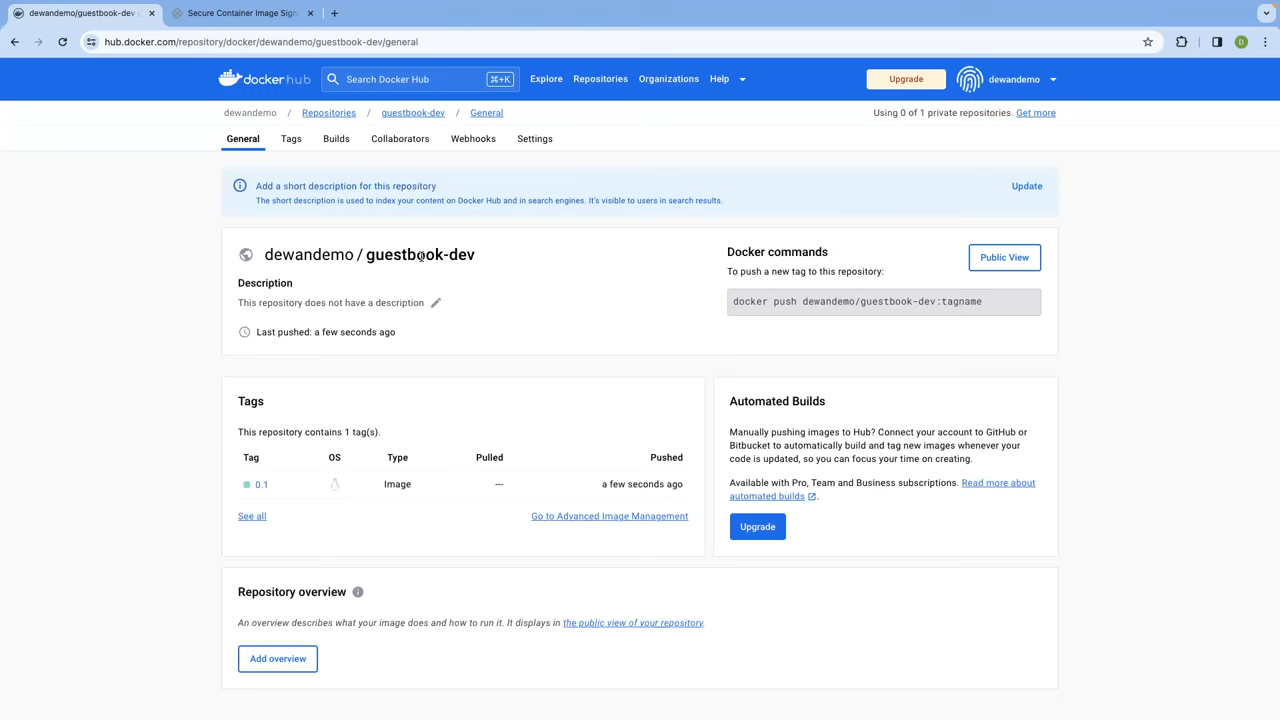 dewandemo/guestbook-dev
Secure Container Image Sign
hub.docker.com/repository/docker/dewandemo/guestbook-dev/general
D
dockerhub Search Docker Hub ⌘+K Explore Repositories Organizations Help Upgrade dewandemo
dewandemo / Repositories / guestbook-dev / General Using 0 of 1 private repositories. Get more
General Tags Builds Collaborators Webhooks Settings
Add a short description for this repository Update
The short description is used to index your content on Docker Hub and in search engines. It's visible to users in search results.
dewandemo / guestbook-dev
Description
This repository does not have a description
Last pushed: a few seconds ago
Docker commands
To push a new tag to this repository:
Public View
docker push dewandemo/guestbook-dev:tagname
Tags
This repository contains 1 tag(s).
Tag OS Type Pulled Pushed
0.1 Image --- a few seconds ago
See all Go to Advanced Image Management
Automated Builds
Manually pushing images to Hub? Connect your account to GitHub or
Bitbucket to automatically build and tag new images whenever your
code is updated, so you can focus your time on creating.
Available with Pro, Team and Business subscriptions. Read more about
automated builds .
Upgrade
Repository overview
An overview describes what your image does and how to run it. It displays in the public view of your repository.
Add overview